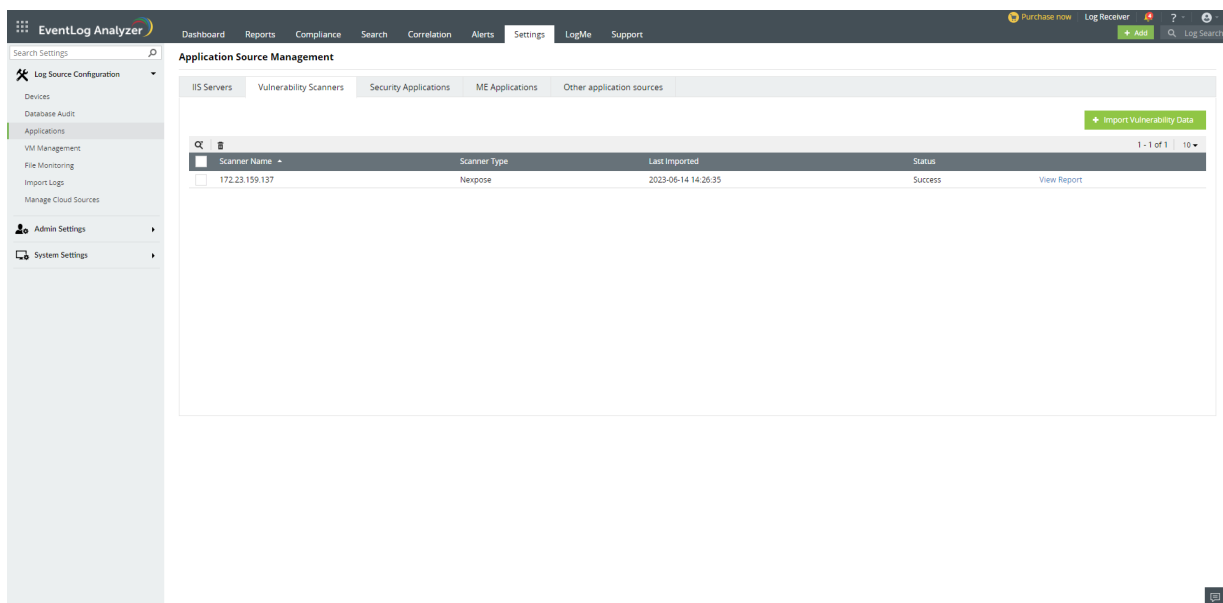 Purchase now Log Receiver 4 ?
EventLog Analyzer
Dashboard Reports Compliance Search Correlation Alerts Settings LogMe Support
+ Add Log Search
Search Settings
Application Source Management
Log Source Configuration
Devices
Database Audit
Applications
VM Management
File Monitoring
Import Logs
Manage Cloud Sources
Admin Settings
System Settings
IIS Servers Vulnerability Scanners Security Applications ME Applications Other application sources
+ Import Vulnerability Data
1 - 1 of 1 10
Scanner Name Scanner Type Last Imported Status
172.23.159.137 Nexpose 2023-06-14 14:26:35 Success View Report